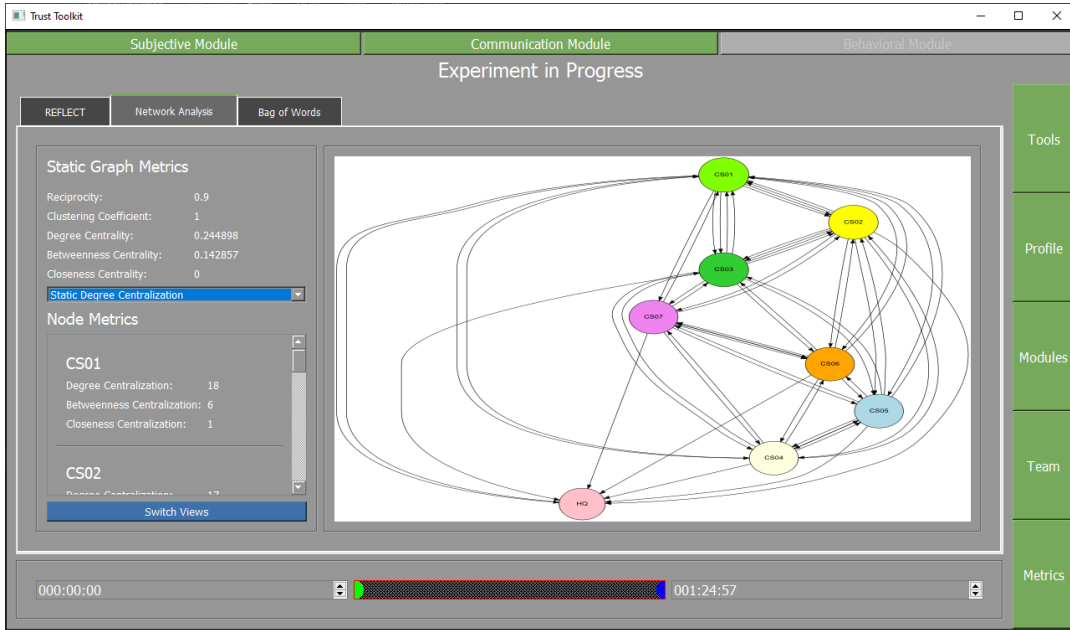 Trust Toolkit
Subjective Module
Communication Module
Behavioral Module
Experiment in Progress
REFLECT
Network Analysis
Bag of Words
Static Graph Metrics
Reciprocity: 0.9
Clustering Coefficient: 1
Degree Centrality: 0.244898
Betweenness Centrality: 0.142857
Closeness Centrality: 0
Static Degree Centralization
Node Metrics
CS01
Degree Centralization: 18
Betweenness Centralization: 6
Closeness Centralization: 1
CS02
Degree Centralization: 17
Switch Views
CS01
CS02
CS03
CS07
CS06
CS05
CS04
HQ
Tools
Profile
Modules
Team
Metrics
000:00:00
001:24:57